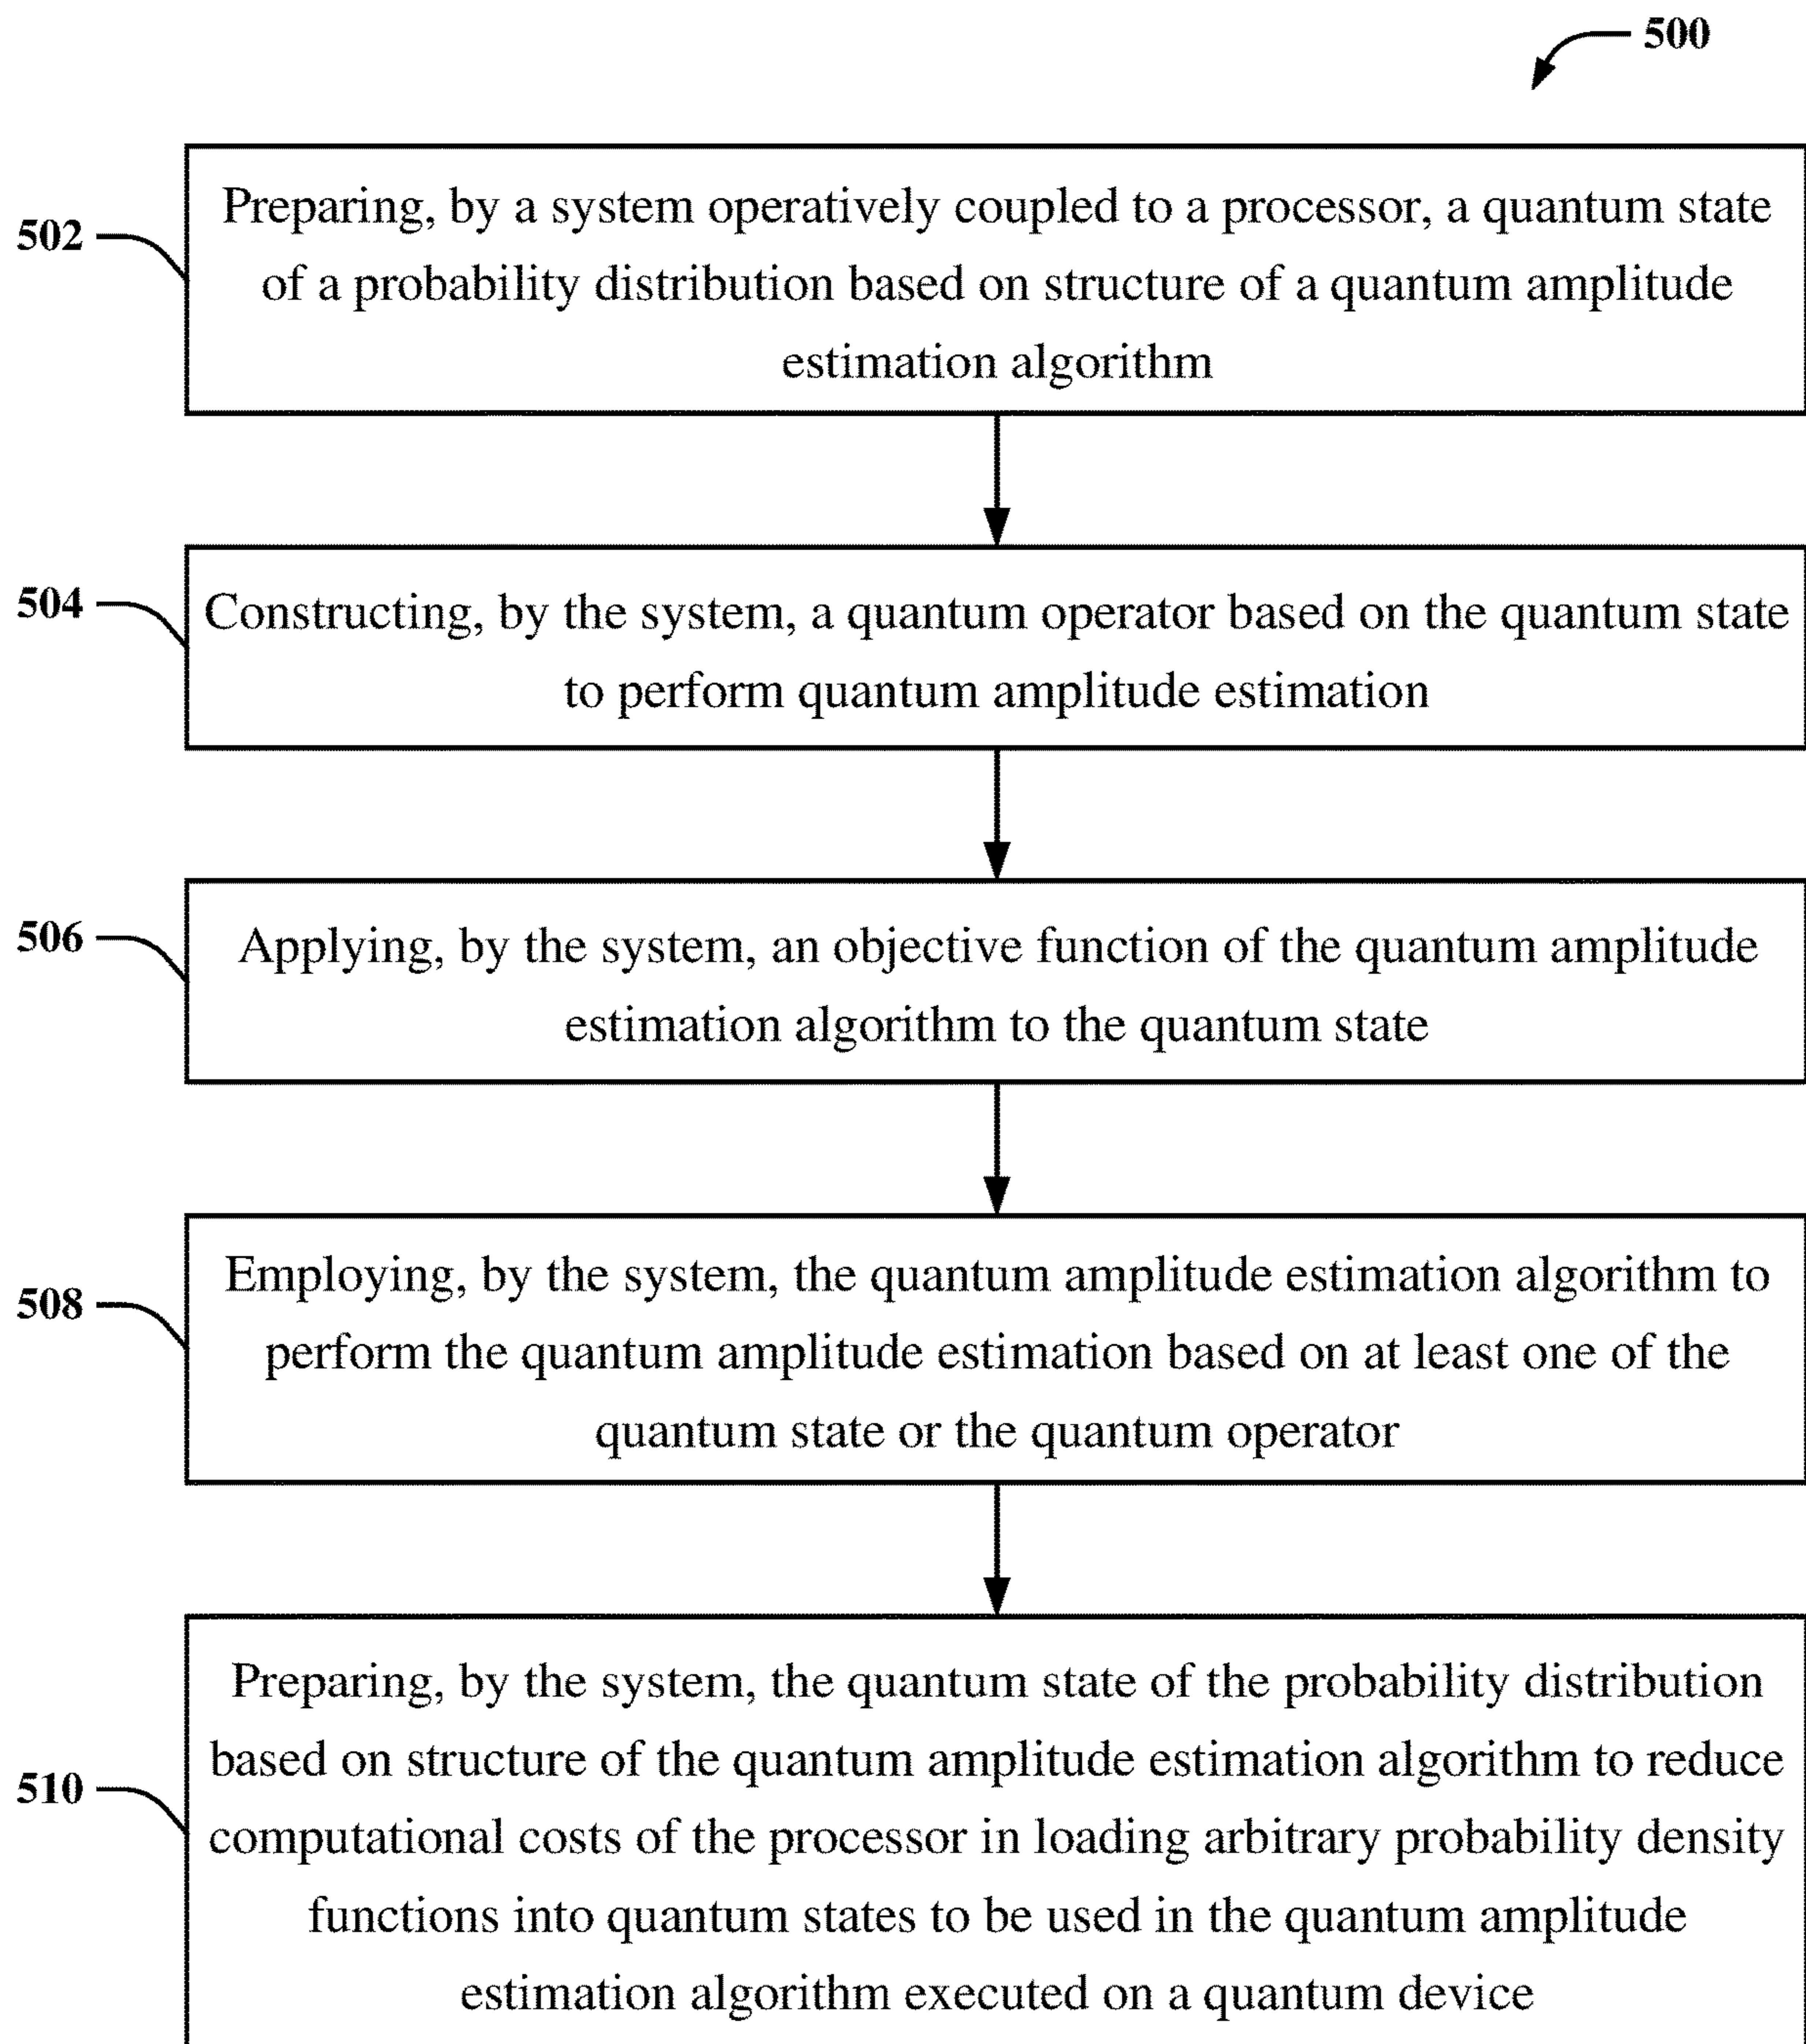 500
502
Preparing, by a system operatively coupled to a processor, a quantum state
of a probability distribution based on structure of a quantum amplitude
estimation algorithm
504
Constructing, by the system, a quantum operator based on the quantum state
to perform quantum amplitude estimation
506
Applying, by the system, an objective function of the quantum amplitude
estimation algorithm to the quantum state
508
Employing, by the system, the quantum amplitude estimation algorithm to
perform the quantum amplitude estimation based on at least one of the
quantum state or the quantum operator
510
Preparing, by the system, the quantum state of the probability distribution
based on structure of the quantum amplitude estimation algorithm to reduce
computational costs of the processor in loading arbitrary probability density
functions into quantum states to be used in the quantum amplitude
estimation algorithm executed on a quantum device